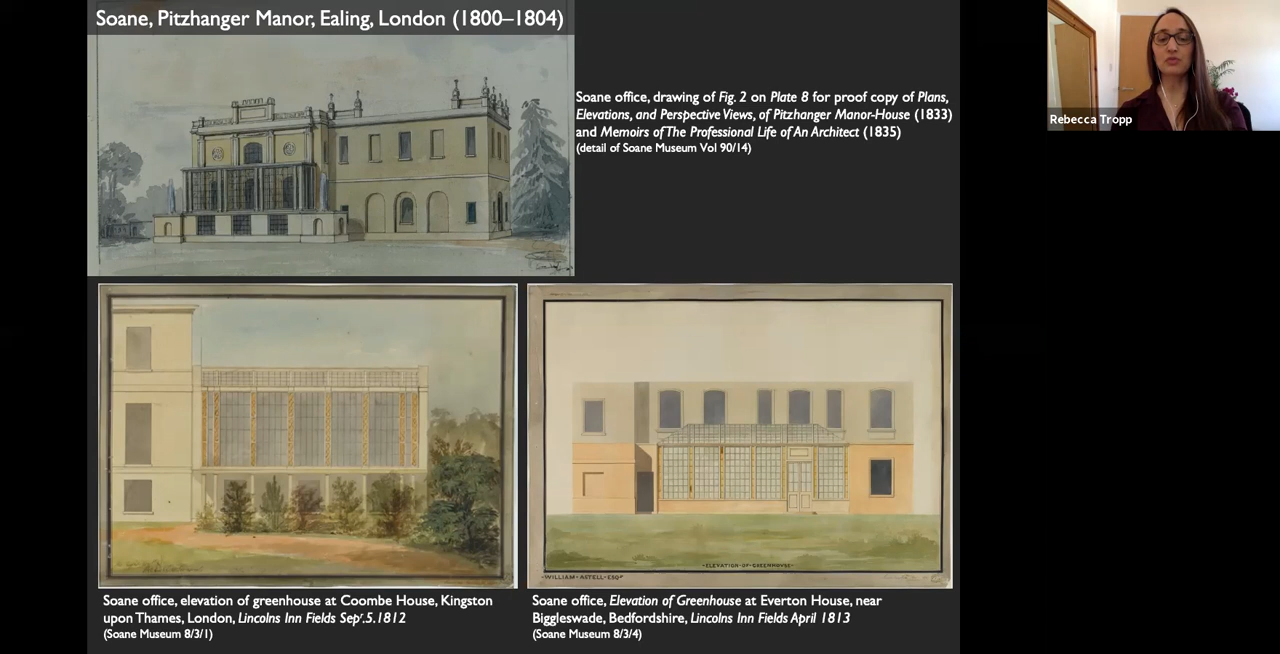 Soane, Pitzhanger Manor, Ealing, London (1800–1804)
Rebecca Tropp
Soane office, drawing of Fig. 2 on Plate 8 for proof copy of Plans,
Elevations, and Perspective Views, of Pitzhanger Manor-House (1833)
and Memoirs of The Professional Life of An Architect (1835)
(detail of Soane Museum Vol 90/14)
-ELEVATION-OF-GREENHOUSE-
-WILLIAM-ASTELL-ESQR
Soane office, elevation of greenhouse at Coombe House, Kingston
upon Thames, London, Lincolns Inn Fields Sepr.5.1812
(Soane Museum 8/3/1)
Soane office, Elevation of Greenhouse at Everton House, near
Biggleswade, Bedfordshire, Lincolns Inn Fields April 1813
(Soane Museum 8/3/4)